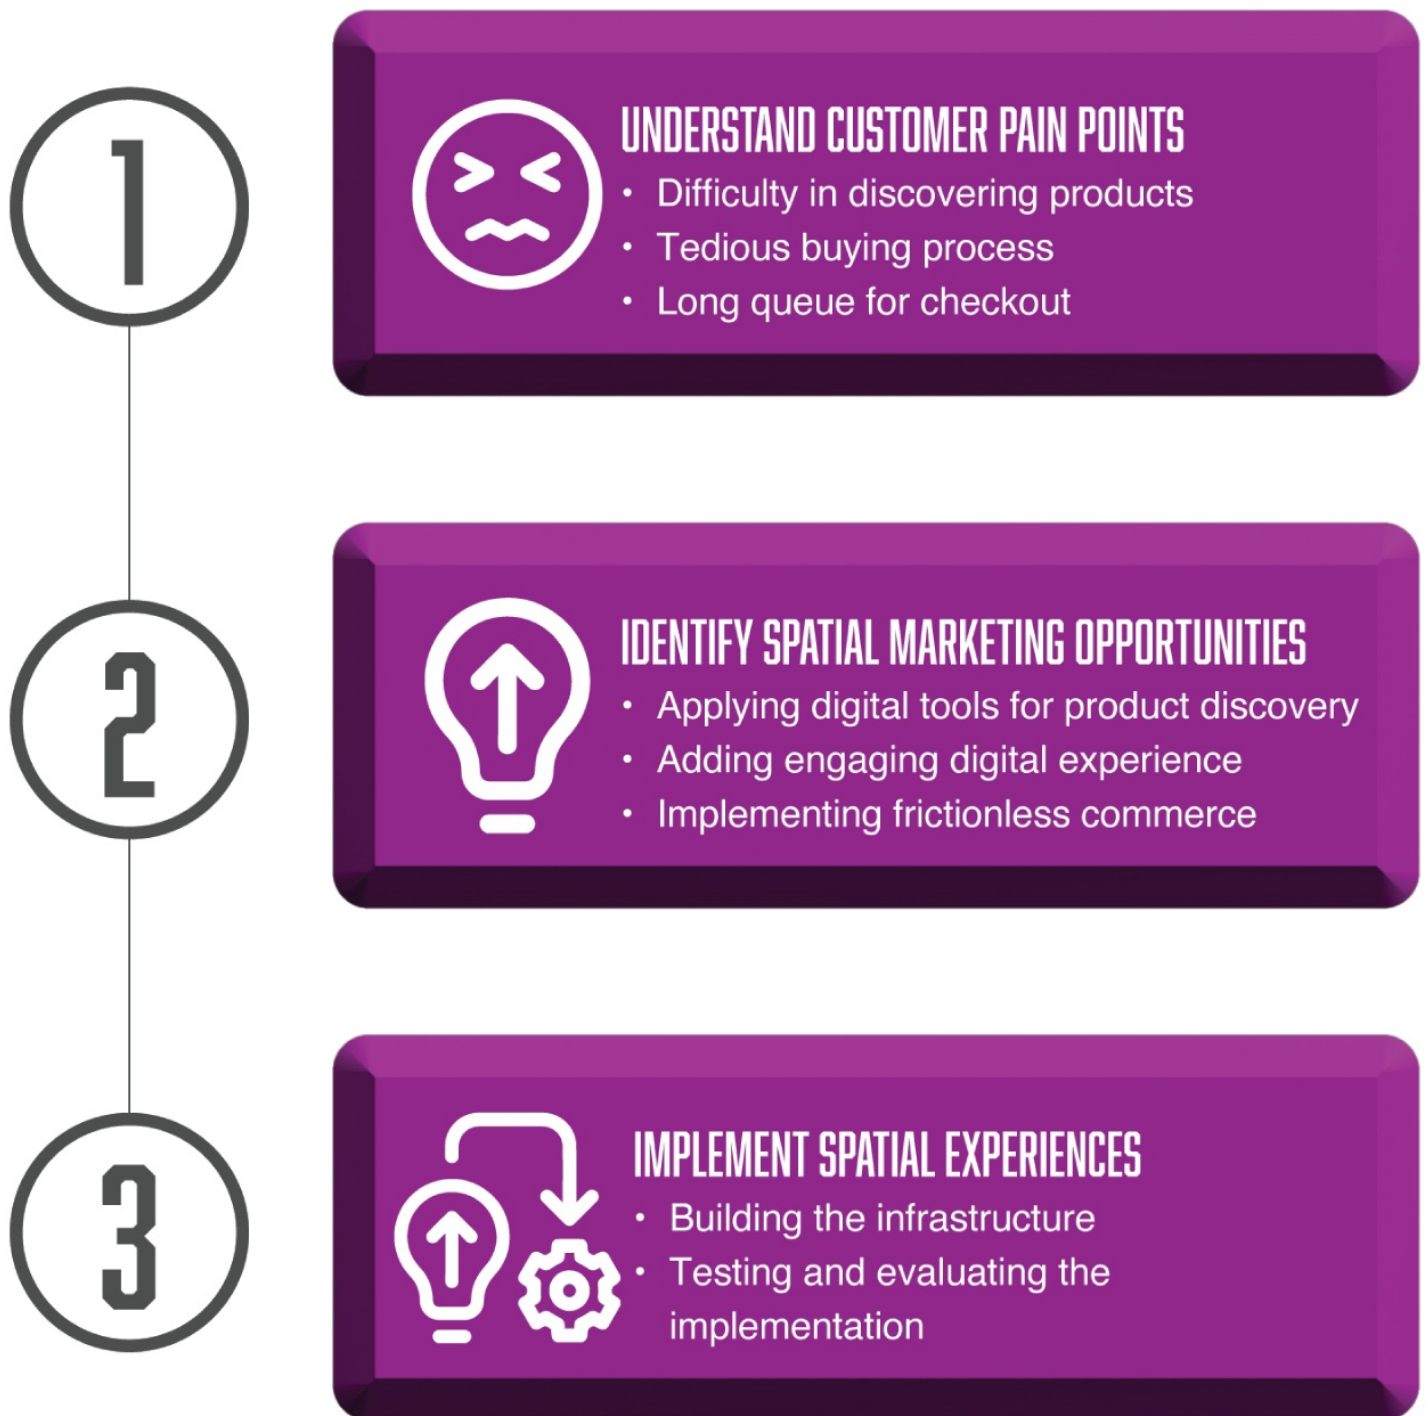 1
UNDERSTAND CUSTOMER PAIN POINTS
• Difficulty in discovering products
• Tedious buying process
• Long queue for checkout
2
IDENTIFY SPATIAL MARKETING OPPORTUNITIES
• Applying digital tools for product discovery
• Adding engaging digital experience
• Implementing frictionless commerce
3
IMPLEMENT SPATIAL EXPERIENCES
• Building the infrastructure
• Testing and evaluating the
implementation